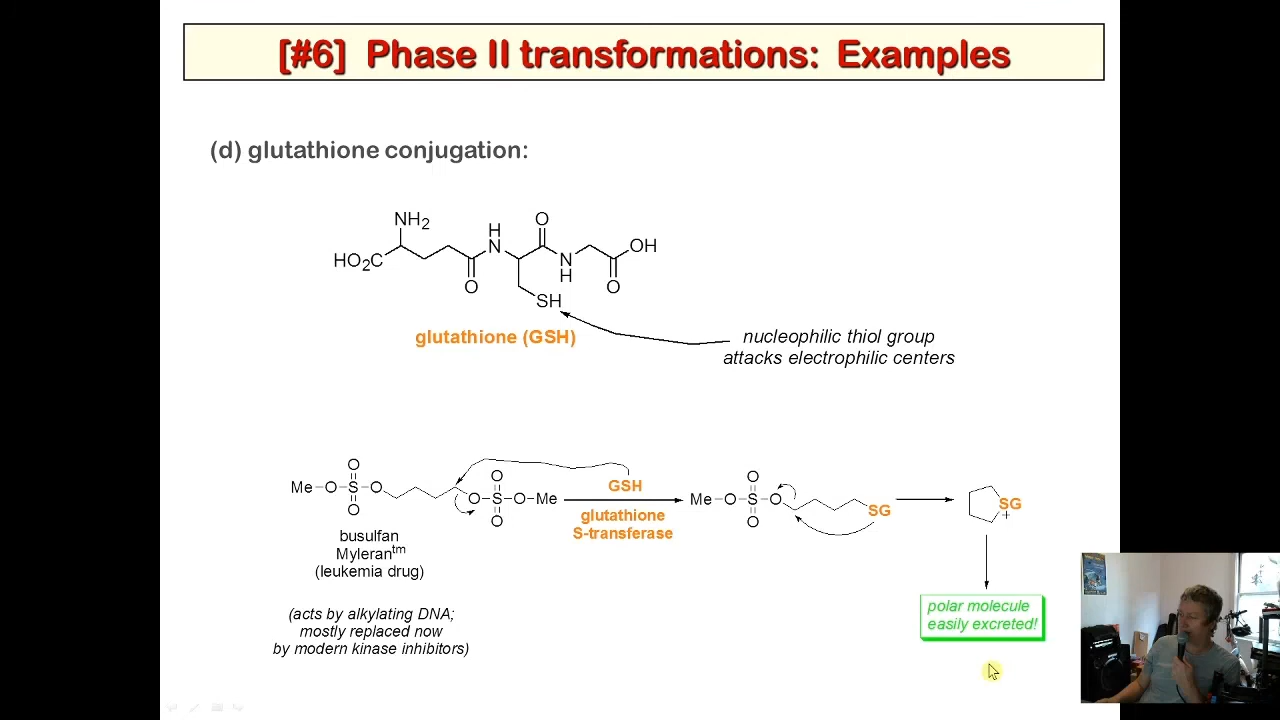 [#6] Phase II transformations: Examples
(d) glutathione conjugation:
NH2
HO2C
O
H
N
O
N
H
OH
O
SH
glutathione (GSH)
nucleophilic thiol group
attacks electrophilic centers
Me–O–S–O
O
O
O–S–O–Me
O
O
busulfan
Myleran™
(leukemia drug)
(acts by alkylating DNA;
mostly replaced now
by modern kinase inhibitors)
GSH
glutathione
S-transferase
Me–O–S–O
O
O
SG
SG
+
polar molecule
easily excreted!